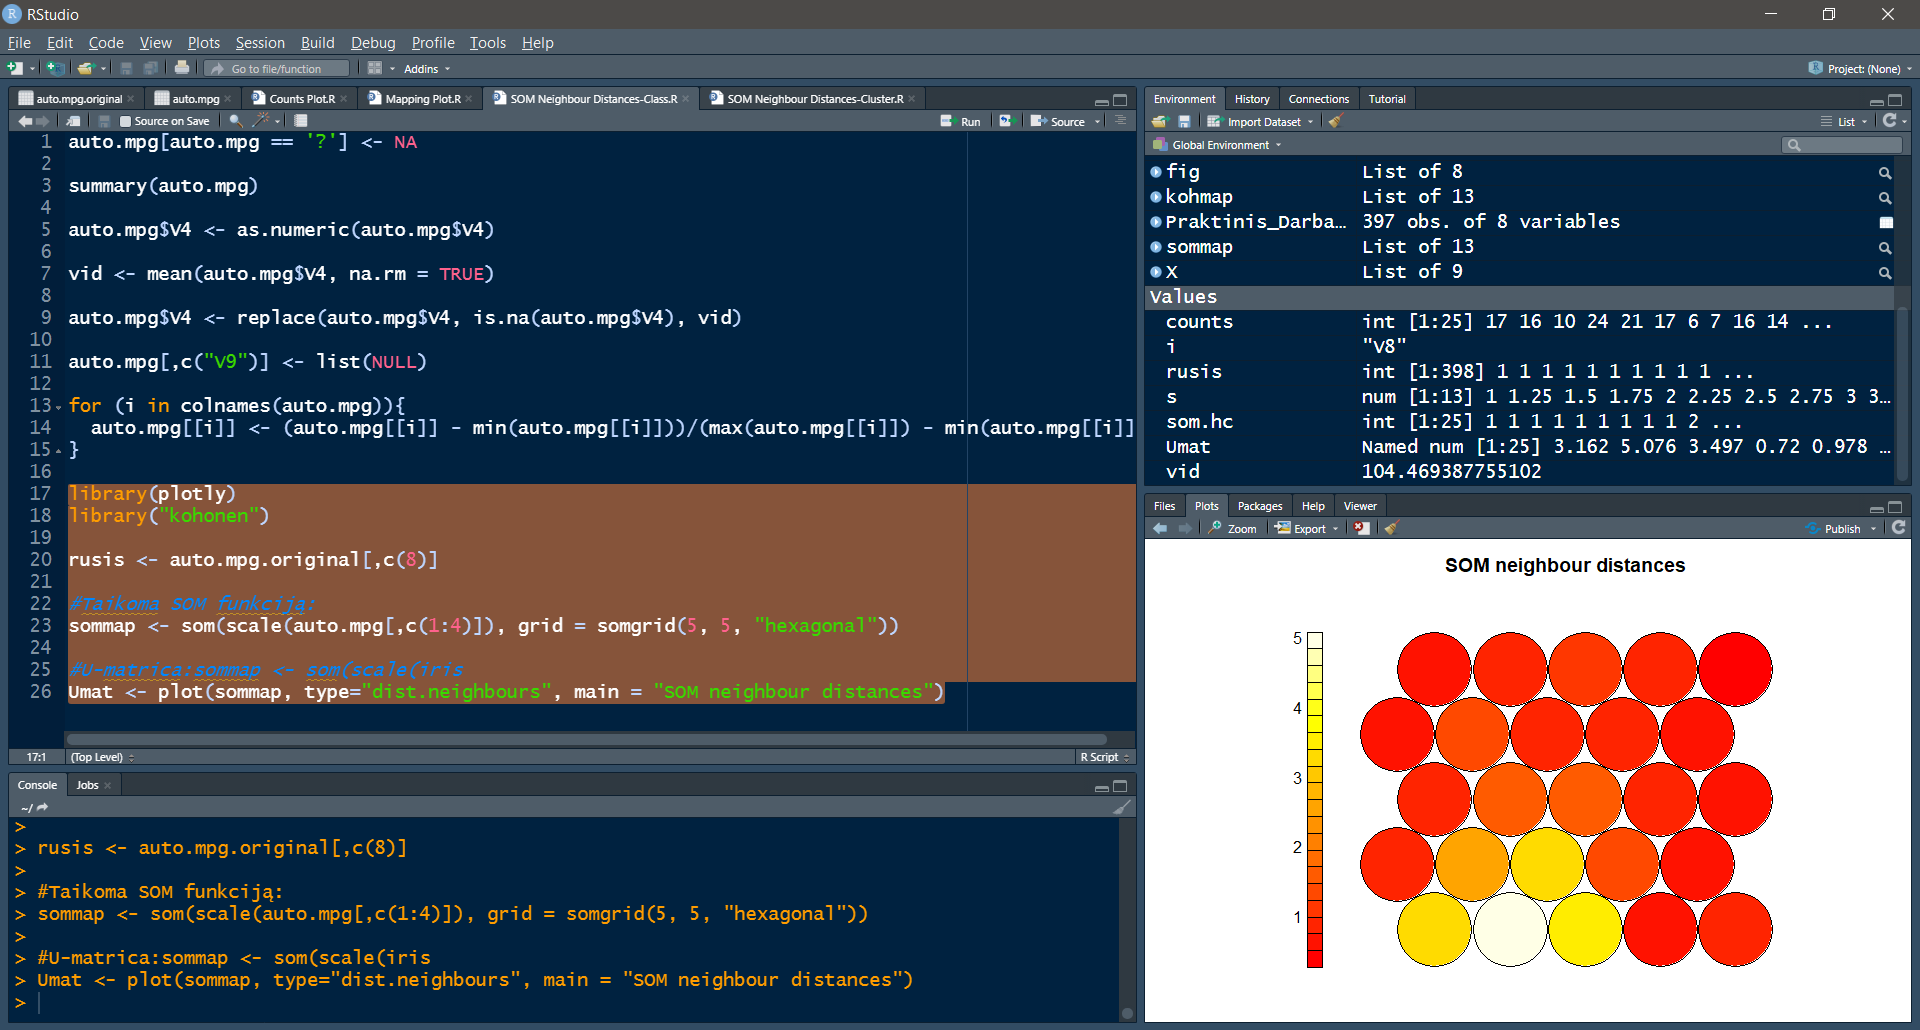 RStudio
File Edit Code View Plots Session Build Debug Profile Tools Help
Go to file/function Addins Project: (None)
auto.mpg.original auto.mpg Counts Plot.R Mapping Plot.R SOM Neighbour Distances-Class.R SOM Neighbour Distances-Cluster.R
Source on Save Run Source
1 auto.mpg[auto.mpg == '?'] <- NA
2
3 summary(auto.mpg)
4
5 auto.mpg$V4 <- as.numeric(auto.mpg$V4)
6
7 vid <- mean(auto.mpg$V4, na.rm = TRUE)
8
9 auto.mpg$V4 <- replace(auto.mpg$V4, is.na(auto.mpg$V4), vid)
10
11 auto.mpg[,c("V9")] <- list(NULL)
12
13 for (i in colnames(auto.mpg)){
14 auto.mpg[[i]] <- (auto.mpg[[i]] - min(auto.mpg[[i]]))/(max(auto.mpg[[i]]) - min(auto.mpg[[i]]
15 }
16
17 library(plotly)
18 library("kohonen")
19
20 rusis <- auto.mpg.original[,c(8)]
21
22 #Taikoma SOM funkciją:
23 sommap <- som(scale(auto.mpg[,c(1:4)]), grid = somgrid(5, 5, "hexagonal"))
24
25 #U-matrica:sommap <- som(scale(iris
26 Umat <- plot(sommap, type="dist.neighbours", main = "SOM neighbour distances")
17:1 (Top Level) R Script
Console Jobs
~/
>
> rusis <- auto.mpg.original[,c(8)]
>
> #Taikoma SOM funkciją:
> sommap <- som(scale(auto.mpg[,c(1:4)]), grid = somgrid(5, 5, "hexagonal"))
>
> #U-matrica:sommap <- som(scale(iris
> Umat <- plot(sommap, type="dist.neighbours", main = "SOM neighbour distances")
>
Environment History Connections Tutorial
Import Dataset List
Global Environment
fig List of 8
kohmap List of 13
Praktinis_Darba… 397 obs. of 8 variables
sommap List of 13
X List of 9
Values
counts int [1:25] 17 16 10 24 21 17 6 7 16 14 ...
i "V8"
rusis int [1:398] 1 1 1 1 1 1 1 1 1 1 ...
s num [1:13] 1 1.25 1.5 1.75 2 2.25 2.5 2.75 3 3…
som.hc int [1:25] 1 1 1 1 1 1 1 1 1 2 ...
Umat Named num [1:25] 3.162 5.076 3.497 0.72 0.978 …
vid 104.469387755102
Files Plots Packages Help Viewer
Zoom Export Publish
SOM neighbour distances
5
4
3
2
1